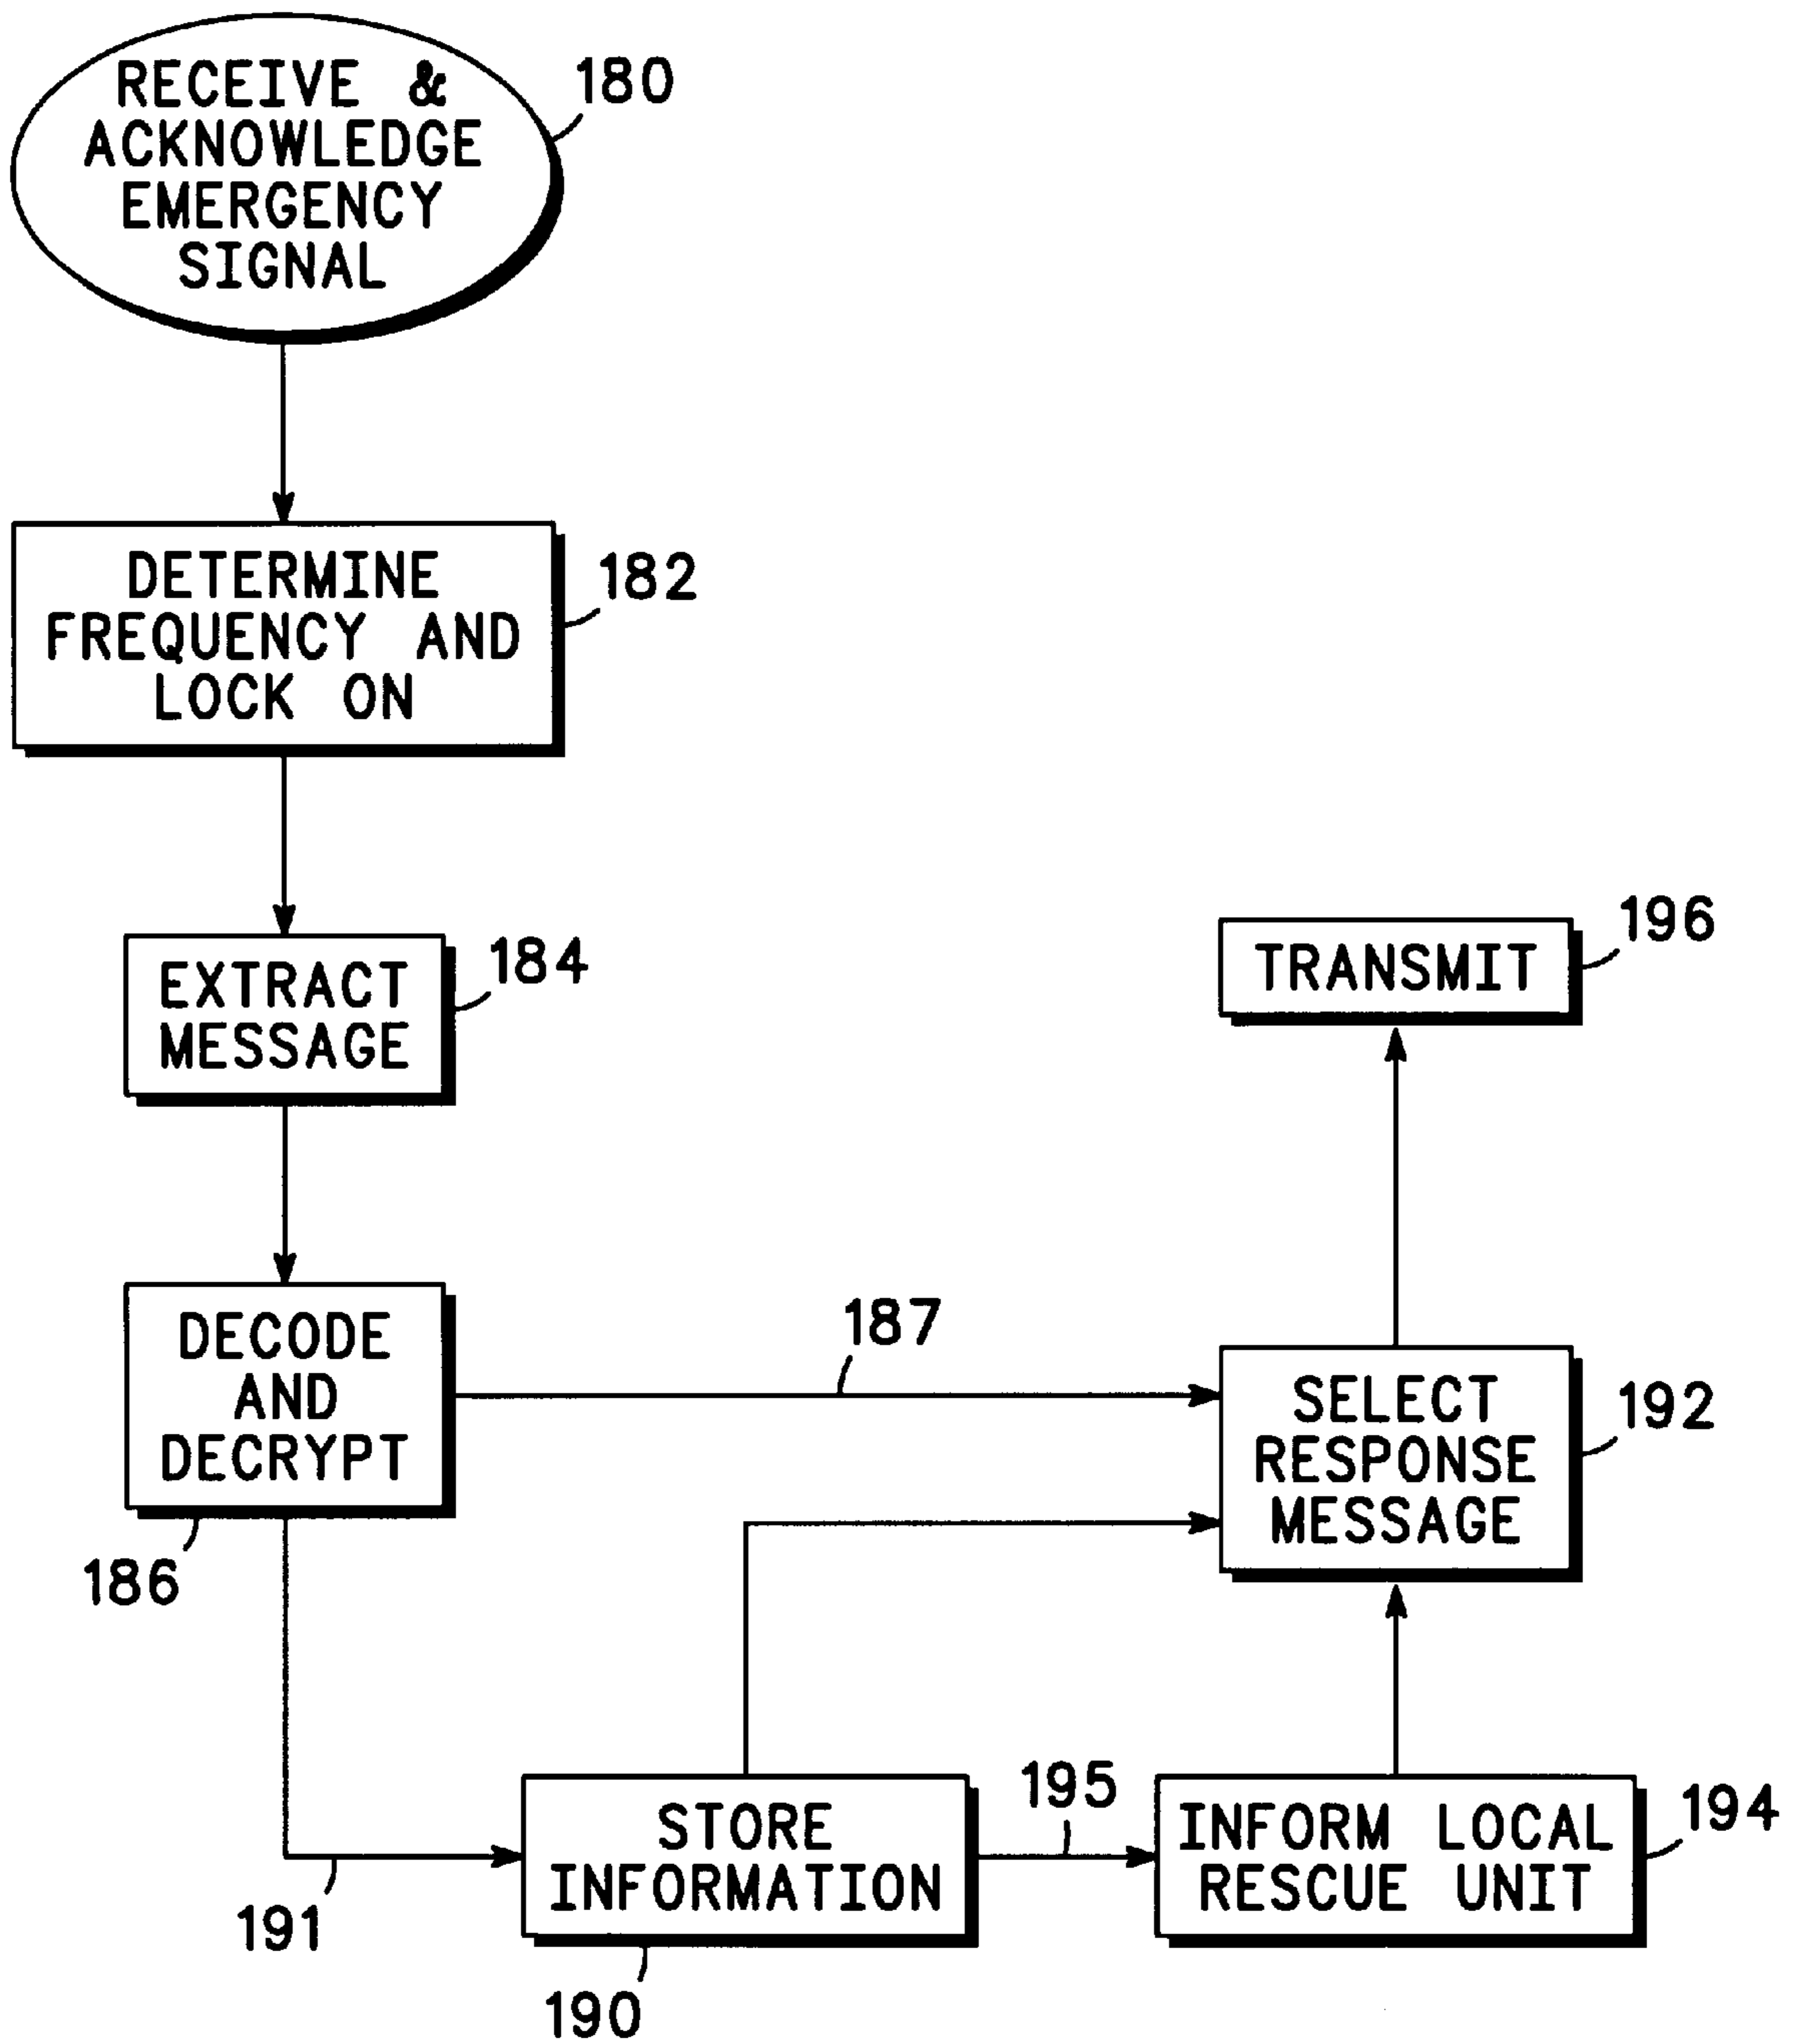 RECEIVE &
ACKNOWLEDGE
EMERGENCY
SIGNAL
180
DETERMINE
FREQUENCY AND
LOCK ON
182
EXTRACT
MESSAGE
184
TRANSMIT
196
DECODE
AND
DECRYPT
186
187
SELECT
RESPONSE
MESSAGE
192
191
STORE
INFORMATION
190
195
INFORM LOCAL
RESCUE UNIT
194